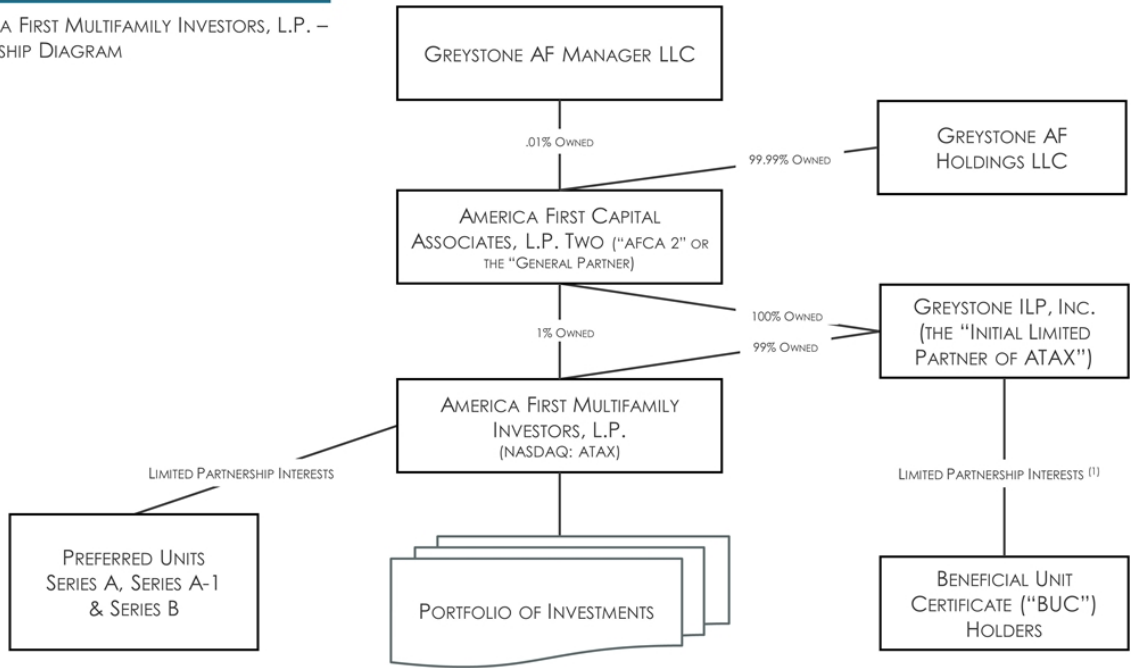 A FIRST MULTIFAMILY INVESTORS, L.P. –
SHIP DIAGRAM
GREYSTONE AF MANAGER LLC
.01% OWNED
99.99% OWNED
GREYSTONE AF
HOLDINGS LLC
AMERICA FIRST CAPITAL
ASSOCIATES, L.P. TWO (“AFCA 2” OR
THE “GENERAL PARTNER)
1% OWNED
100% OWNED
99% OWNED
GREYSTONE ILP, INC.
(THE “INITIAL LIMITED
PARTNER OF ATAX”)
AMERICA FIRST MULTIFAMILY
INVESTORS, L.P.
(NASDAQ: ATAX)
LIMITED PARTNERSHIP INTERESTS
LIMITED PARTNERSHIP INTERESTS (1)
PREFERRED UNITS
SERIES A, SERIES A-1
& SERIES B
PORTFOLIO OF INVESTMENTS
BENEFICIAL UNIT
CERTIFICATE (“BUC”)
HOLDERS